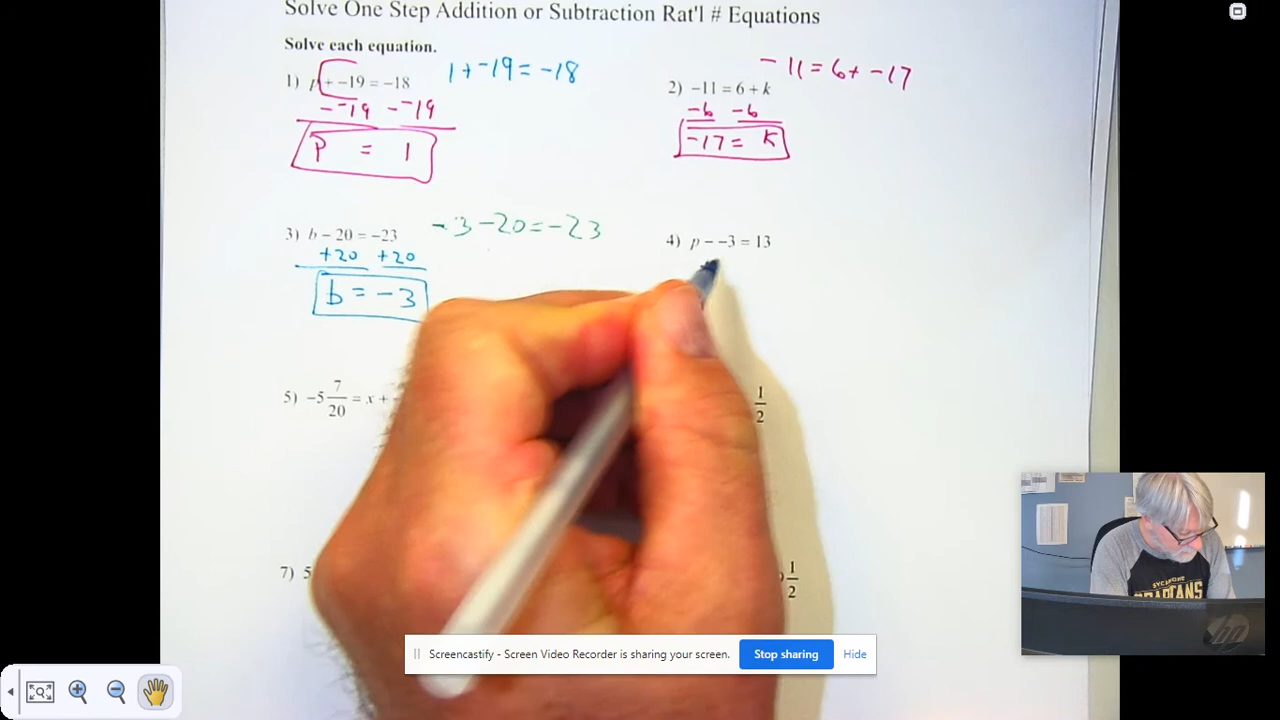 Solve One Step Addition or Subtraction Rat'l # Equations
Solve each equation.
1) p + −19 = −18
1 + -19 = -18
- -19 - -19
P = 1
2) −11 = 6 + k
- 11 = 6 + -17
-6 -6
-17 = K
3) b − 20 = −23
-3 - 20 = -23
+20 +20
b = -3
4) p − −3 = 13
5) −5 7/20 = x +
1/2
7) 5
1/2
SYCAMORE
SPARTANS
hp
Screencastify - Screen Video Recorder is sharing your screen.
Stop sharing
Hide